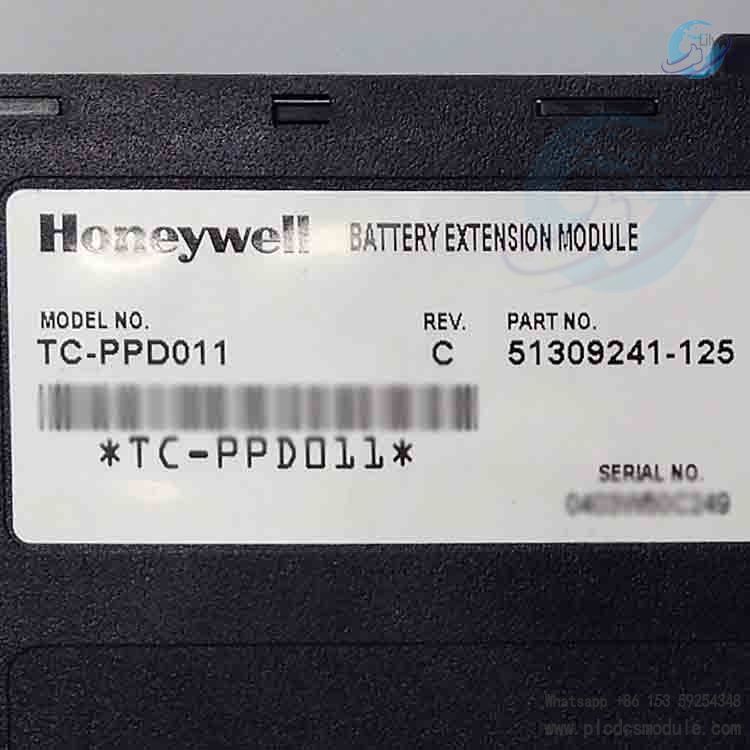 Lily
Honeywell BATTERY EXTENSION MODULE
MODEL NO. REV. PART NO.
TC-PPD011 C 51309241-125
*TC-PPD011*
SERIAL NO.
Whatsapp +86 153 59254348
www.plcdcsmodule.com